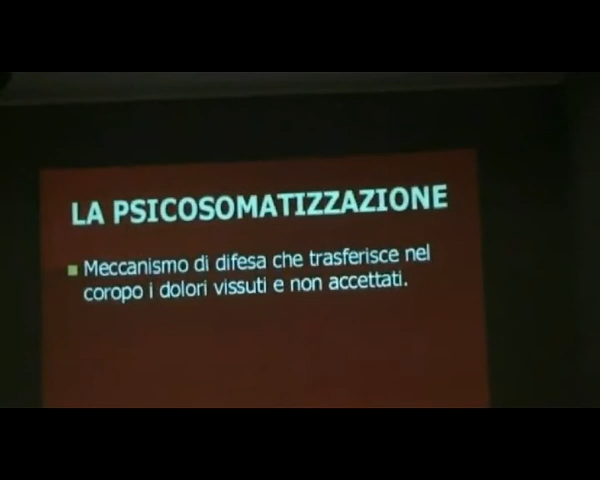 LA PSICOSOMATIZZAZIONE
Meccanismo di difesa che trasferisce nel
coropo i dolori vissuti e non accettati.